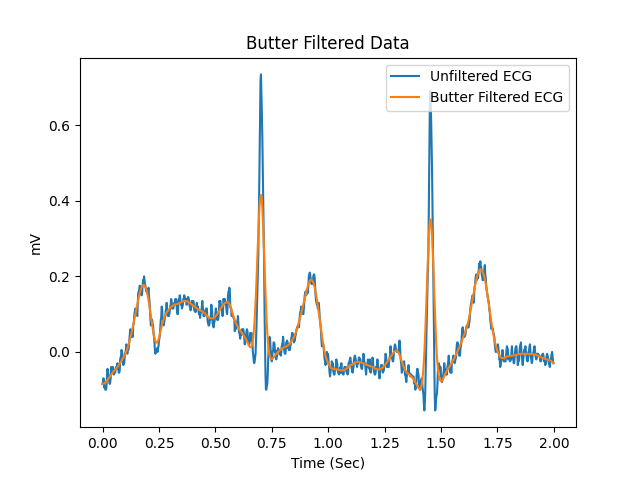 Butter Filtered Data
Unfiltered ECG
Butter Filtered ECG
mV
0.6
0.4
0.2
0.0
0.00 0.25 0.50 0.75 1.00 1.25 1.50 1.75 2.00
Time (Sec)